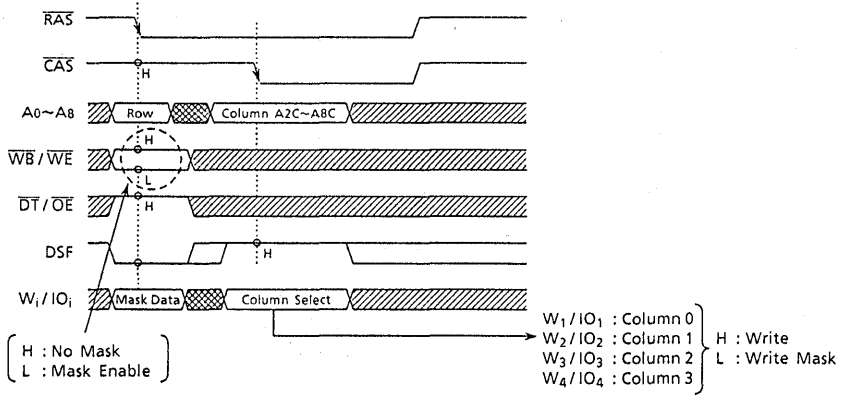 RAS
CAS
H
A0~A8 Row Column A2C~A8C
H
WB / WE
L
DT / OE H
DSF H
Wi / IOi Mask Data Column Select
H : No Mask
L : Mask Enable
W1 / IO1 : Column 0
W2 / IO2 : Column 1 H : Write
W3 / IO3 : Column 2 L : Write Mask
W4 / IO4 : Column 3